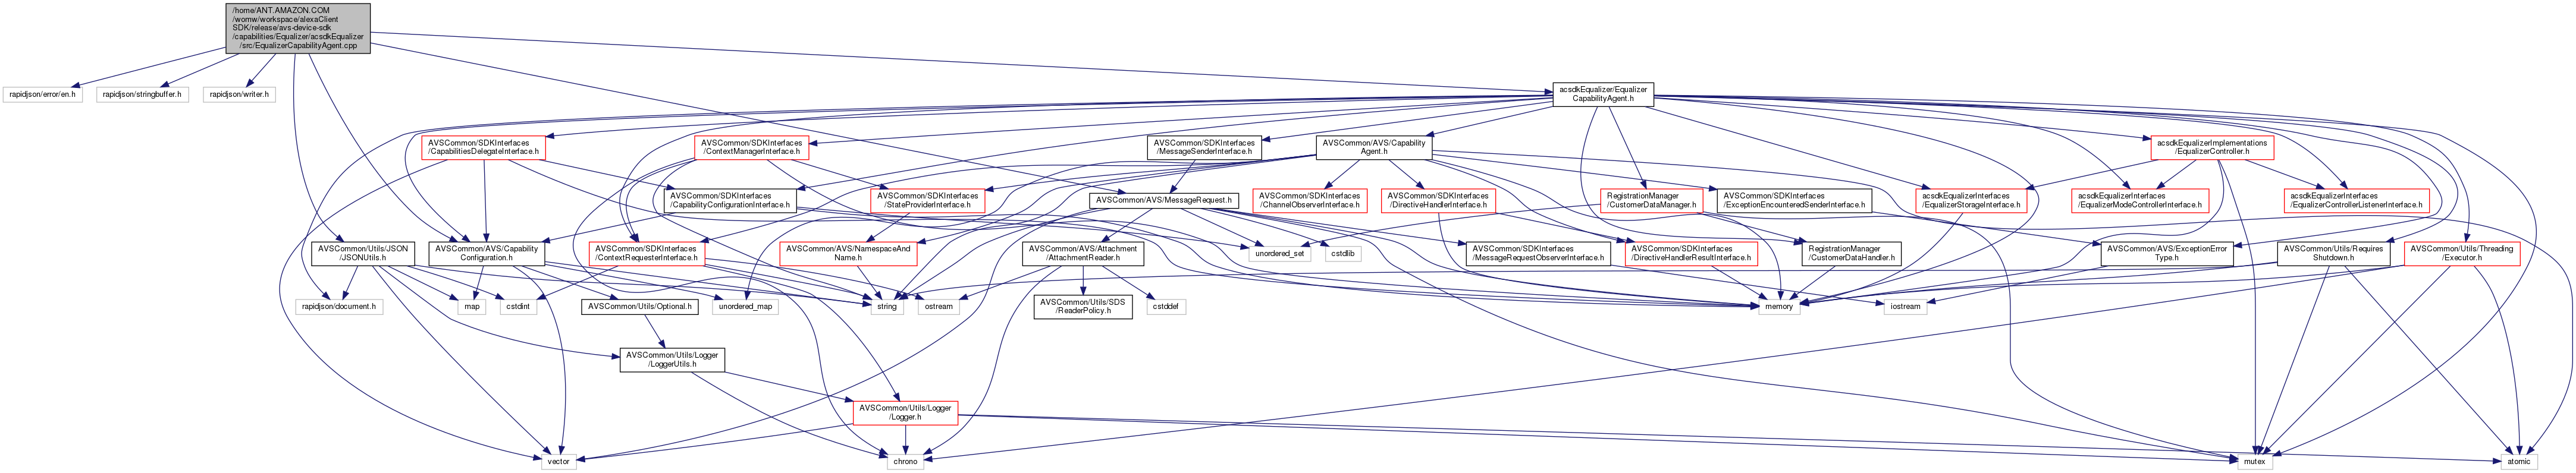 /home/ANT.AMAZON.COM
/womw/workspace/alexaClient
SDK/release/avs-device-sdk
/capabilities/Equalizer/acsdkEqualizer
/src/EqualizerCapabilityAgent.cpp
rapidjson/error/en.h
rapidjson/stringbuffer.h
rapidjson/writer.h
acsdkEqualizer/Equalizer
CapabilityAgent.h
AVSCommon/SDKInterfaces
/CapabilitiesDelegateInterface.h
AVSCommon/SDKInterfaces
/ContextManagerInterface.h
AVSCommon/SDKInterfaces
/MessageSenderInterface.h
AVSCommon/AVS/Capability
Agent.h
acsdkEqualizerImplementations
/EqualizerController.h
AVSCommon/SDKInterfaces
/CapabilityConfigurationInterface.h
AVSCommon/SDKInterfaces
/StateProviderInterface.h
AVSCommon/AVS/MessageRequest.h
AVSCommon/SDKInterfaces
/ChannelObserverInterface.h
AVSCommon/SDKInterfaces
/DirectiveHandlerInterface.h
RegistrationManager
/CustomerDataManager.h
AVSCommon/SDKInterfaces
/ExceptionEncounteredSenderInterface.h
acsdkEqualizerInterfaces
/EqualizerStorageInterface.h
acsdkEqualizerInterfaces
/EqualizerModeControllerInterface.h
acsdkEqualizerInterfaces
/EqualizerControllerListenerInterface.h
AVSCommon/Utils/JSON
/JSONUtils.h
AVSCommon/AVS/Capability
Configuration.h
AVSCommon/SDKInterfaces
/ContextRequesterInterface.h
AVSCommon/AVS/NamespaceAnd
Name.h
AVSCommon/AVS/Attachment
/AttachmentReader.h
unordered_set
cstdlib
AVSCommon/SDKInterfaces
/MessageRequestObserverInterface.h
AVSCommon/SDKInterfaces
/DirectiveHandlerResultInterface.h
RegistrationManager
/CustomerDataHandler.h
AVSCommon/AVS/ExceptionError
Type.h
AVSCommon/Utils/Requires
Shutdown.h
AVSCommon/Utils/Threading
/Executor.h
rapidjson/document.h
map
cstdint
AVSCommon/Utils/Optional.h
unordered_map
string
ostream
AVSCommon/Utils/SDS
/ReaderPolicy.h
cstddef
memory
iostream
AVSCommon/Utils/Logger
/LoggerUtils.h
AVSCommon/Utils/Logger
/Logger.h
vector
chrono
mutex
atomic